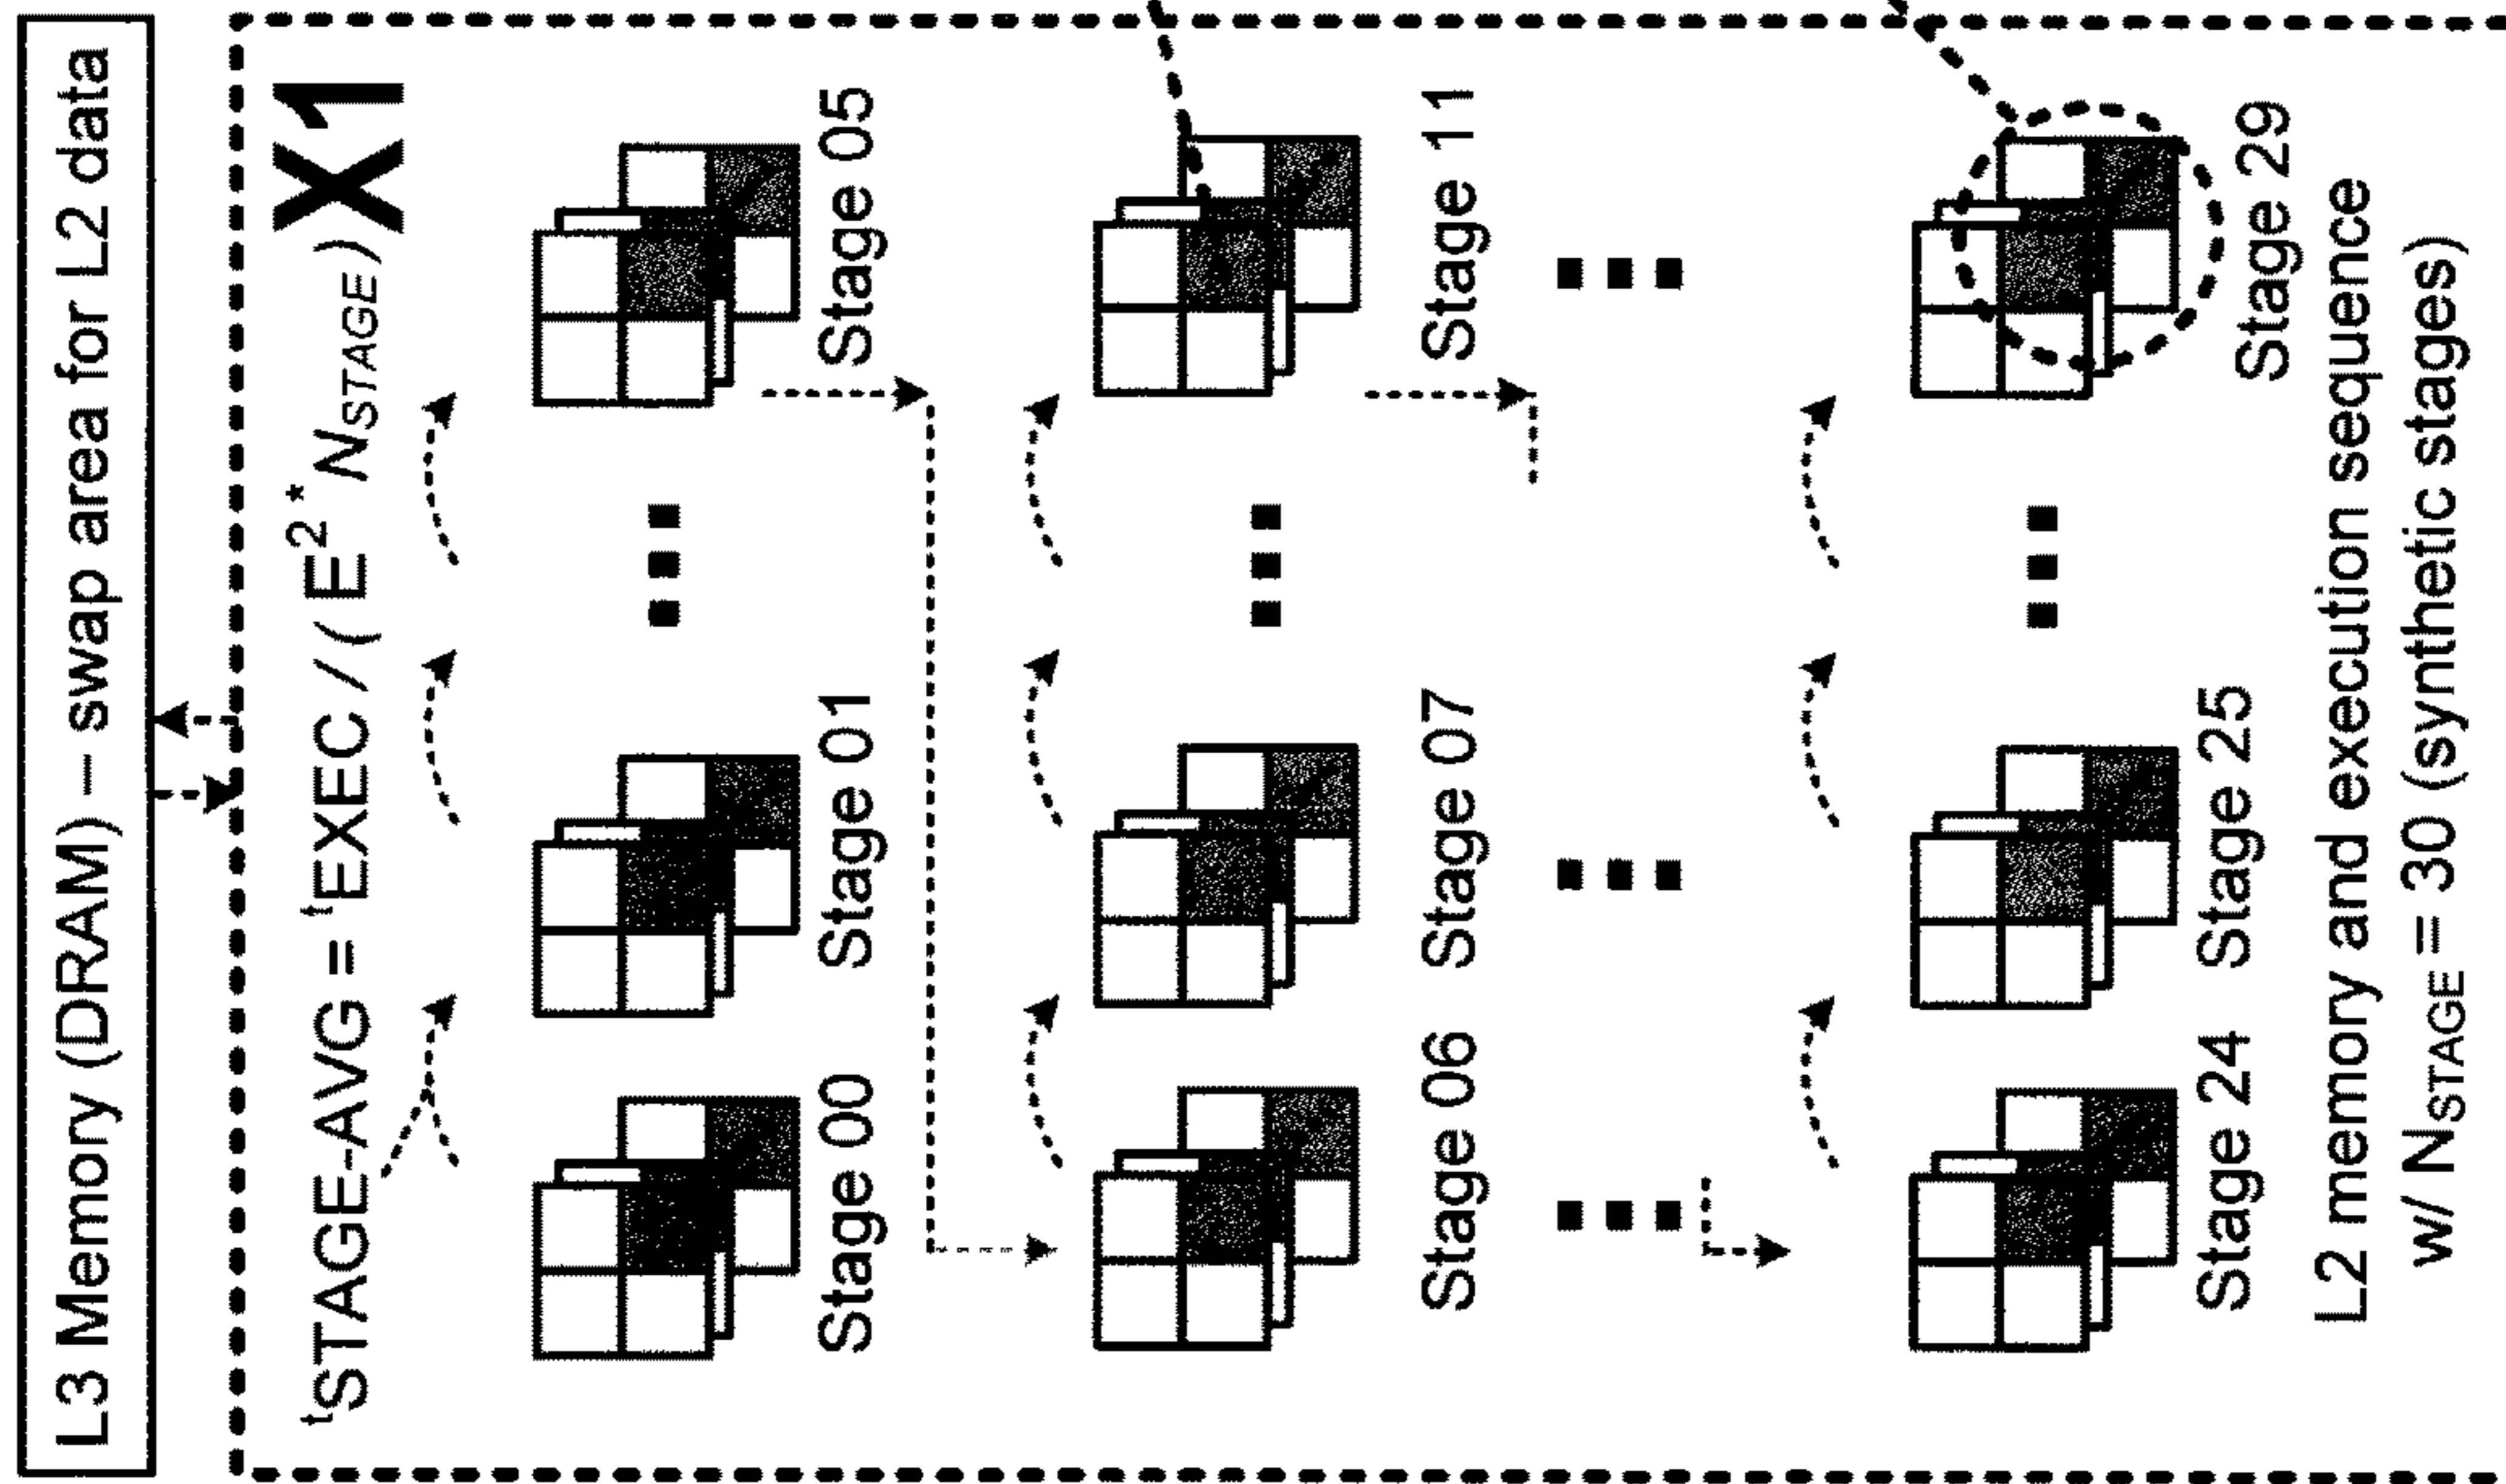 L3 Memory (DRAM) – swap area for L2 data
tSTAGE-AVG = tEXEC / ( E2 * NSTAGE )
X1
Stage 00
Stage 01
Stage 05
Stage 06
Stage 07
Stage 11
Stage 24
Stage 25
Stage 29
L2 memory and execution sequence
w/ NSTAGE = 30 (synthetic stages)